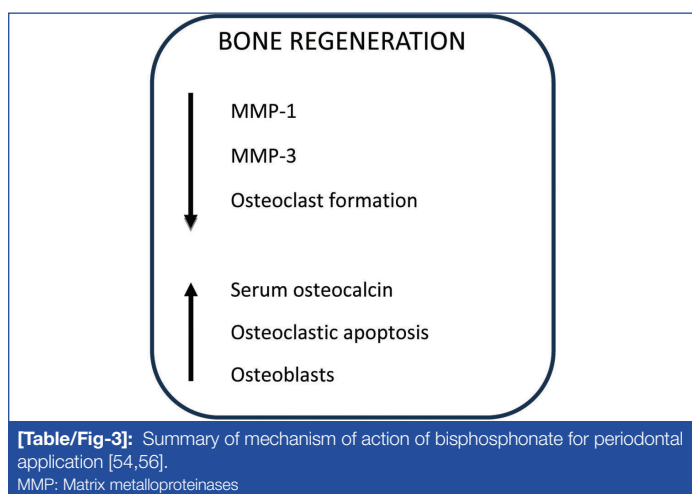 BONE REGENERATION
MMP-1
MMP-3
Osteoclast formation
Serum osteocalcin
Osteoclastic apoptosis
Osteoblasts
[Table/Fig-3]: Summary of mechanism of action of bisphosphonate for periodontal
application [54,56].
MMP: Matrix metalloproteinases